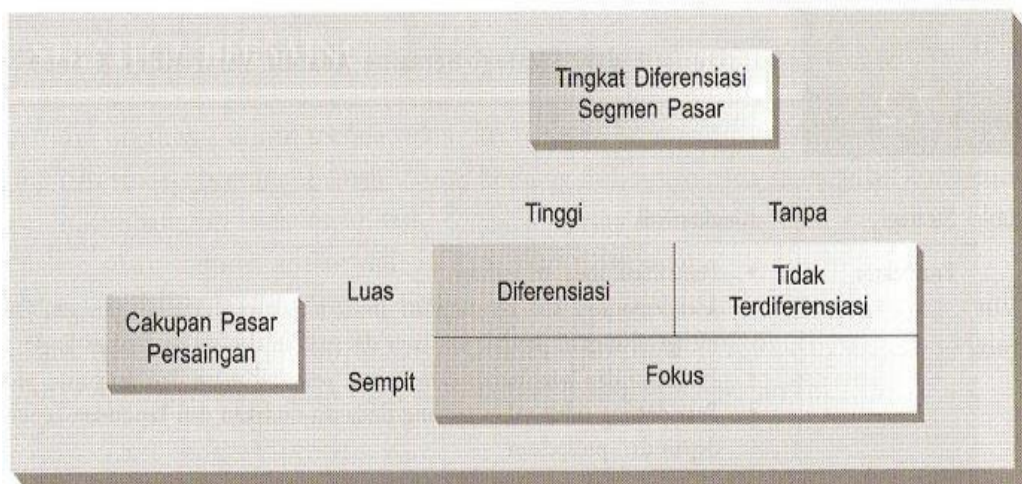 Tingkat Diferensiasi
Segmen Pasar
Tinggi
Tanpa
Cakupan Pasar
Persaingan
Luas
Diferensiasi
Tidak
Terdiferensiasi
Sempit
Fokus